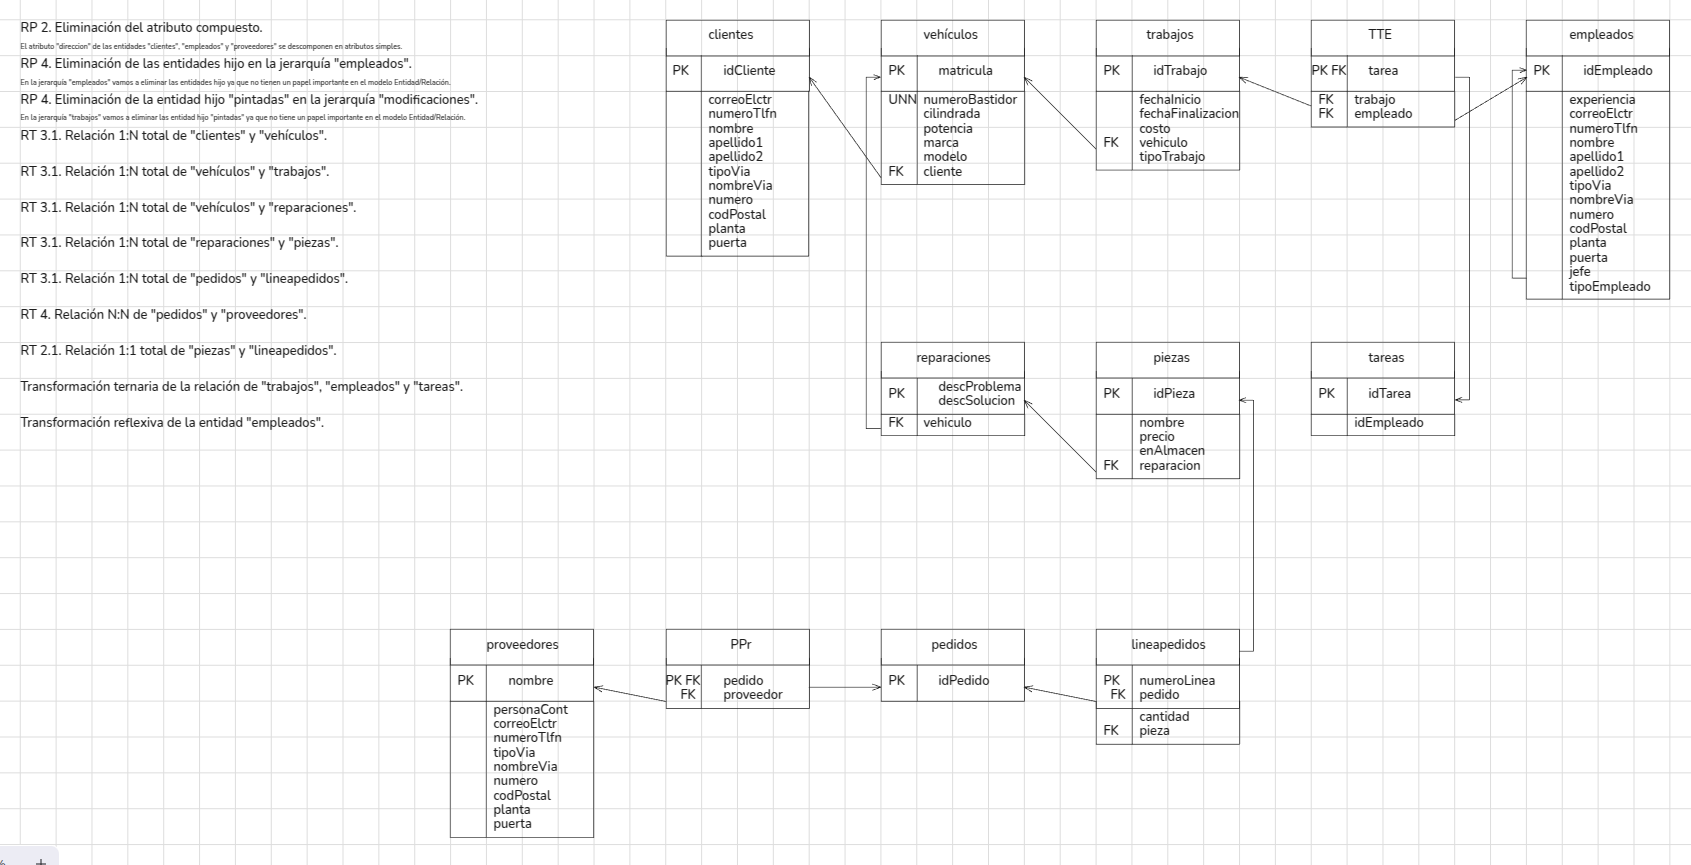 RP 2. Eliminación del atributo compuesto.
El atributo "direccion" de las entidades "clientes", "empleados" y "proveedores" se descomponen en atributos simples.
RP 4. Eliminación de las entidades hijo en la jerarquía "empleados".
En la jerarquía "empleados" vamos a eliminar las entidades hijo ya que no tienen un papel importante en el modelo Entidad/Relación.
RP 4. Eliminación de la entidad hijo "pintadas" en la jerarquía "modificaciones".
En la jerarquía "trabajos" vamos a eliminar las entidad hijo "pintadas" ya que no tiene un papel importante en el modelo Entidad/Relación.
RT 3.1. Relación 1:N total de "clientes" y "vehículos".
RT 3.1. Relación 1:N total de "vehículos" y "trabajos".
RT 3.1. Relación 1:N total de "vehículos" y "reparaciones".
RT 3.1. Relación 1:N total de "reparaciones" y "piezas".
RT 3.1. Relación 1:N total de "pedidos" y "lineapedidos".
RT 4. Relación N:N de "pedidos" y "proveedores".
RT 2.1. Relación 1:1 total de "piezas" y "lineapedidos".
Transformación ternaria de la relación de "trabajos", "empleados" y "tareas".
Transformación reflexiva de la entidad "empleados".
clientes
PK idCliente
correoElctr
numeroTlfn
nombre
apellido1
apellido2
tipoVia
nombreVia
numero
codPostal
planta
puerta
vehículos
PK matricula
UNN numeroBastidor
cilindrada
potencia
marca
modelo
FK cliente
trabajos
PK idTrabajo
fechaInicio
fechaFinalizacion
costo
FK vehiculo
tipoTrabajo
TTE
PK FK tarea
FK trabajo
FK empleado
empleados
PK idEmpleado
experiencia
correoElctr
numeroTlfn
nombre
apellido1
apellido2
tipoVia
nombreVia
numero
codPostal
planta
puerta
jefe
tipoEmpleado
reparaciones
PK descProblema
descSolucion
FK vehiculo
piezas
PK idPieza
nombre
precio
enAlmacen
FK reparacion
tareas
PK idTarea
idEmpleado
proveedores
PK nombre
personaCont
correoElctr
numeroTlfn
tipoVia
nombreVia
numero
codPostal
planta
puerta
PPr
PK FK pedido
FK proveedor
pedidos
PK idPedido
lineapedidos
PK numeroLinea
FK pedido
cantidad
FK pieza
% +